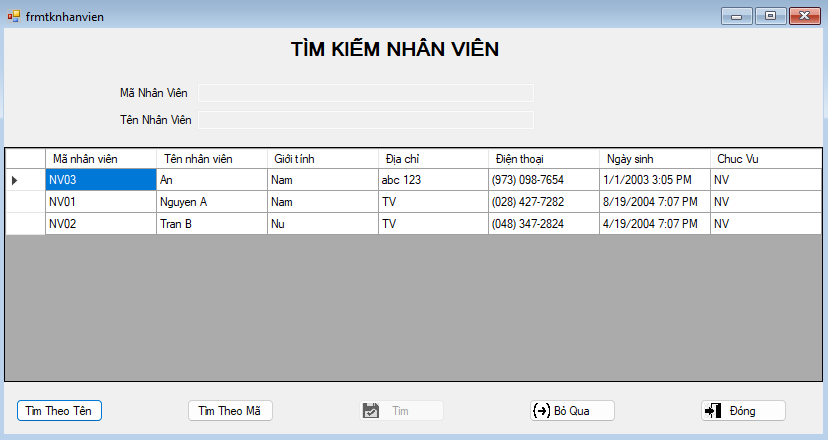 frmtknhanvien
TÌM KIẾM NHÂN VIÊN
Mã Nhân Viên
Tên Nhân Viên
Mã nhân viên Tên nhân viên Giới tính Địa chỉ Điện thoại Ngày sinh Chuc Vu
NV03 An Nam abc 123 (973) 098-7654 1/1/2003 3:05 PM NV
NV01 Nguyen A Nam TV (028) 427-7282 8/19/2004 7:07 PM NV
NV02 Tran B Nu TV (048) 347-2824 4/19/2004 7:07 PM NV
Tìm Theo Tên Tìm Theo Mã Tìm Bỏ Qua Đóng